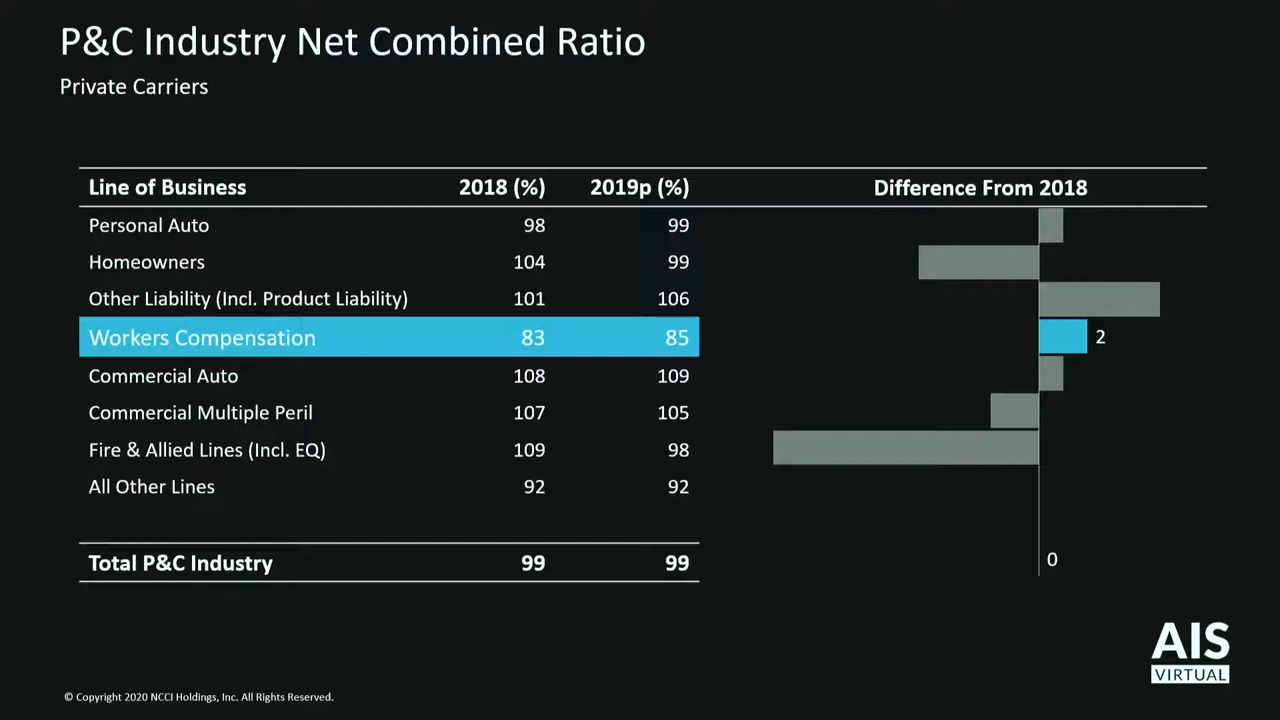 P&C Industry Net Combined Ratio
Private Carriers
Line of Business 2018 (%) 2019p (%) Difference From 2018
Personal Auto 98 99
Homeowners 104 99
Other Liability (Incl. Product Liability) 101 106
Workers Compensation 83 85 2
Commercial Auto 108 109
Commercial Multiple Peril 107 105
Fire & Allied Lines (Incl. EQ) 109 98
All Other Lines 92 92
Total P&C Industry 99 99 0
AIS
VIRTUAL
© Copyright 2020 NCCI Holdings, Inc. All Rights Reserved.